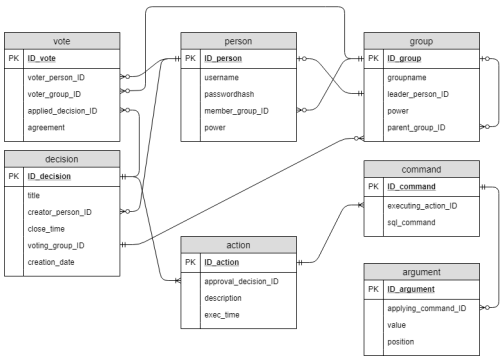 vote
PK ID_vote
voter_person_ID
voter_group_ID
applied_decision_ID
agreement
person
PK ID_person
username
passwordhash
member_group_ID
power
group
PK ID_group
groupname
leader_person_ID
power
parent_group_ID
decision
PK ID_decision
title
creator_person_ID
close_time
voting_group_ID
creation_date
action
PK ID_action
approval_decision_ID
description
exec_time
command
PK ID_command
executing_action_ID
sql_command
argument
PK ID_argument
applying_command_ID
value
position